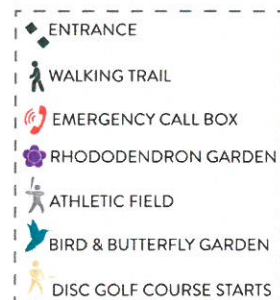 ENTRANCE
WALKING TRAIL
EMERGENCY CALL BOX
RHODODENDRON GARDEN
ATHLETIC FIELD
BIRD & BUTTERFLY GARDEN
DISC GOLF COURSE STARTS